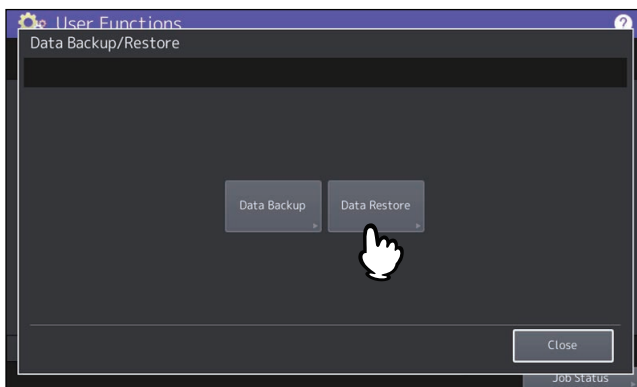 User Functions
?
Data Backup/Restore
Data Backup
Data Restore
Close
Job Status